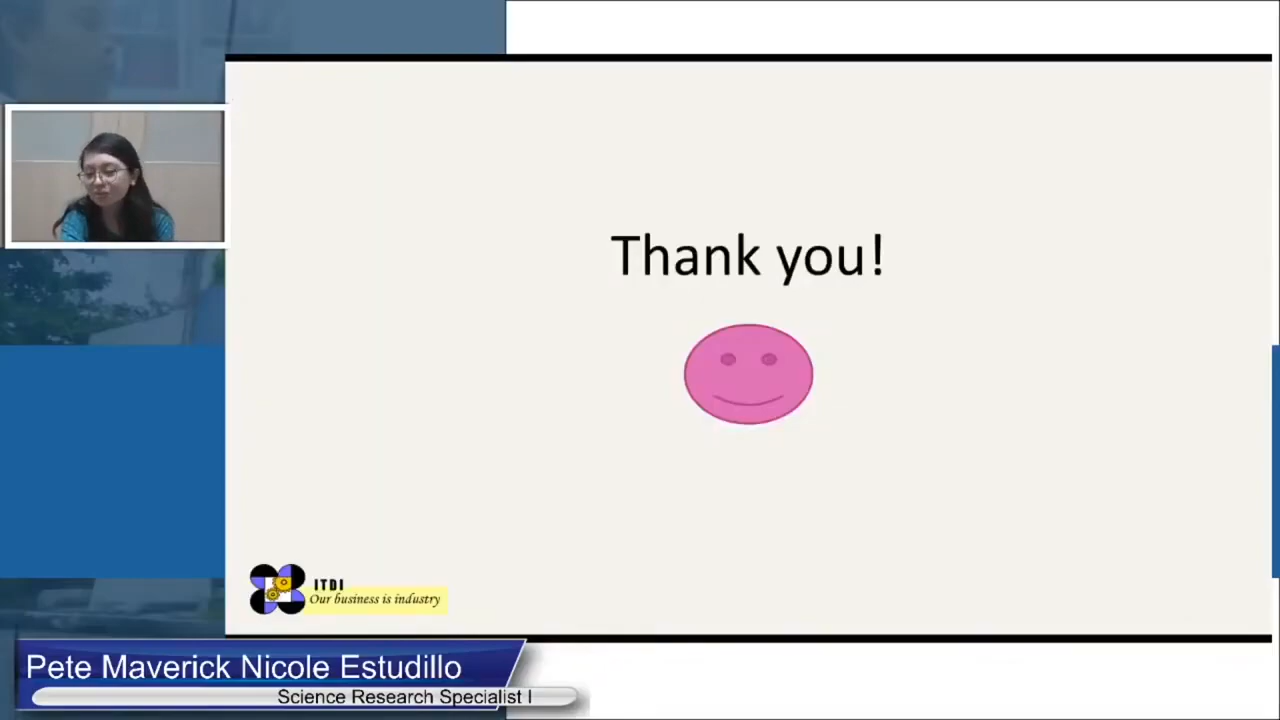 Thank you!
ITDI
Our business is industry
Pete Maverick Nicole Estudillo
Science Research Specialist I